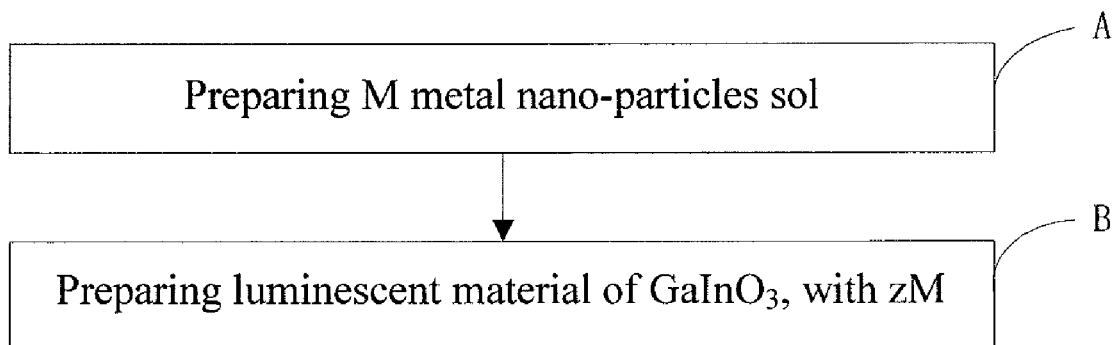 A
Preparing M metal nano-particles sol
B
Preparing luminescent material of GaInO₃, with zM